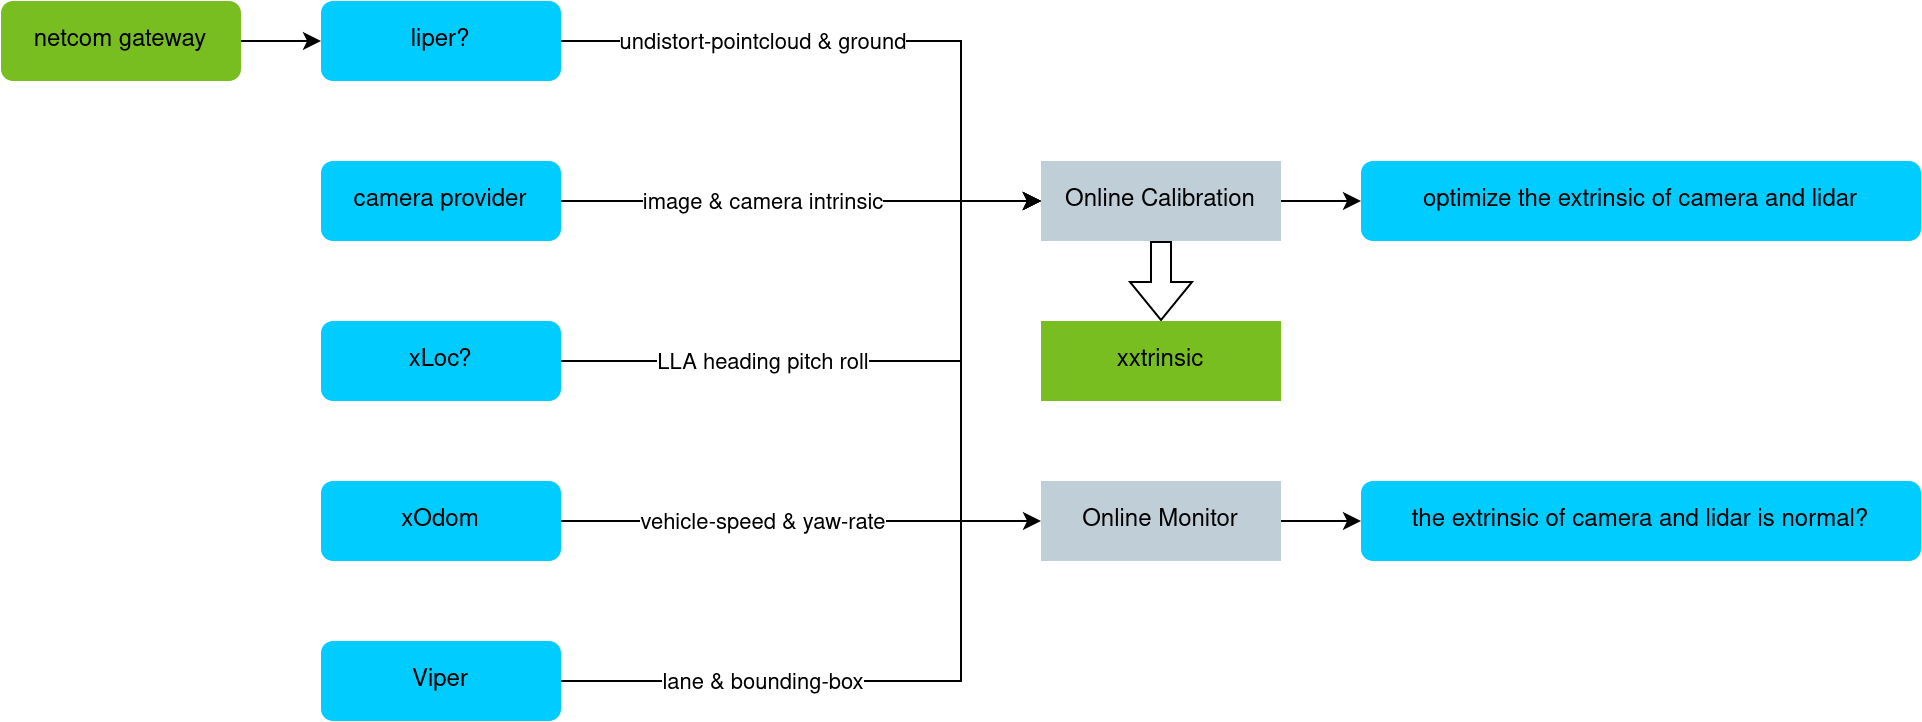 netcom gateway
liper?
undistort-pointcloud & ground
camera provider
image & camera intrinsic
Online Calibration
optimize the extrinsic of camera and lidar
xLoc?
LLA heading pitch roll
xxtrinsic
xOdom
vehicle-speed & yaw-rate
Online Monitor
the extrinsic of camera and lidar is normal?
Viper
lane & bounding-box